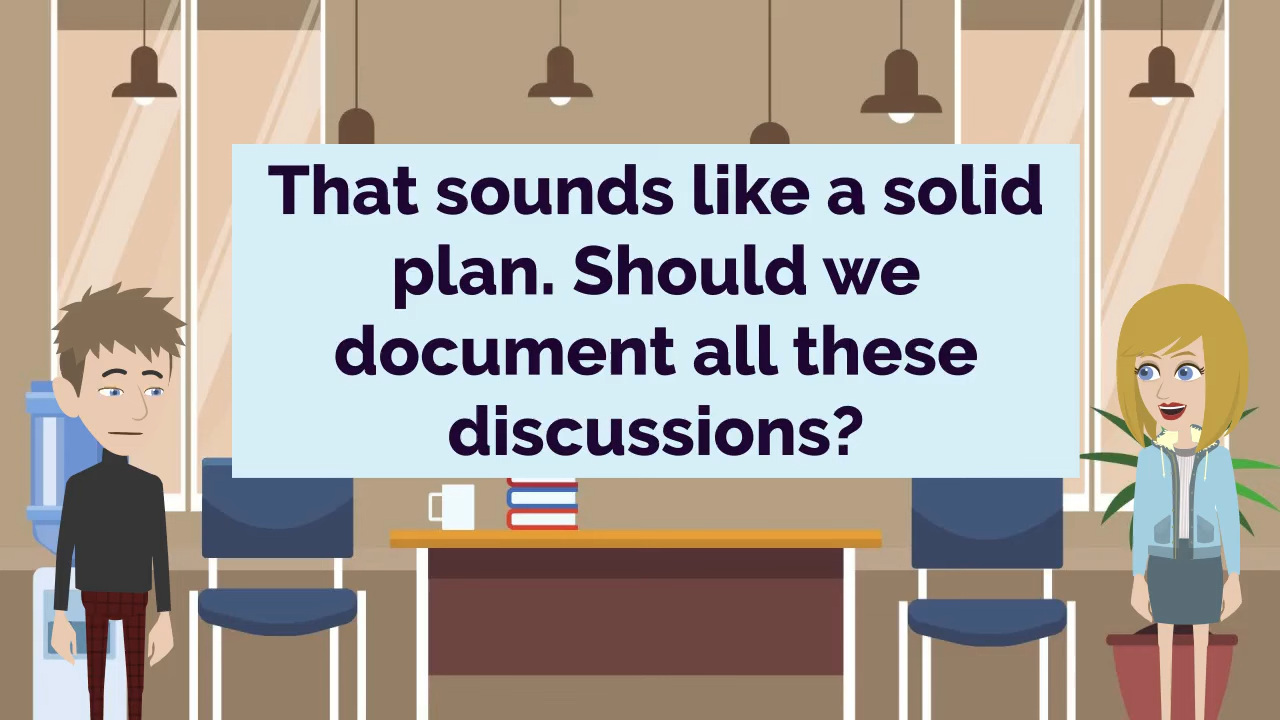 That sounds like a solid
plan. Should we
document all these
discussions?